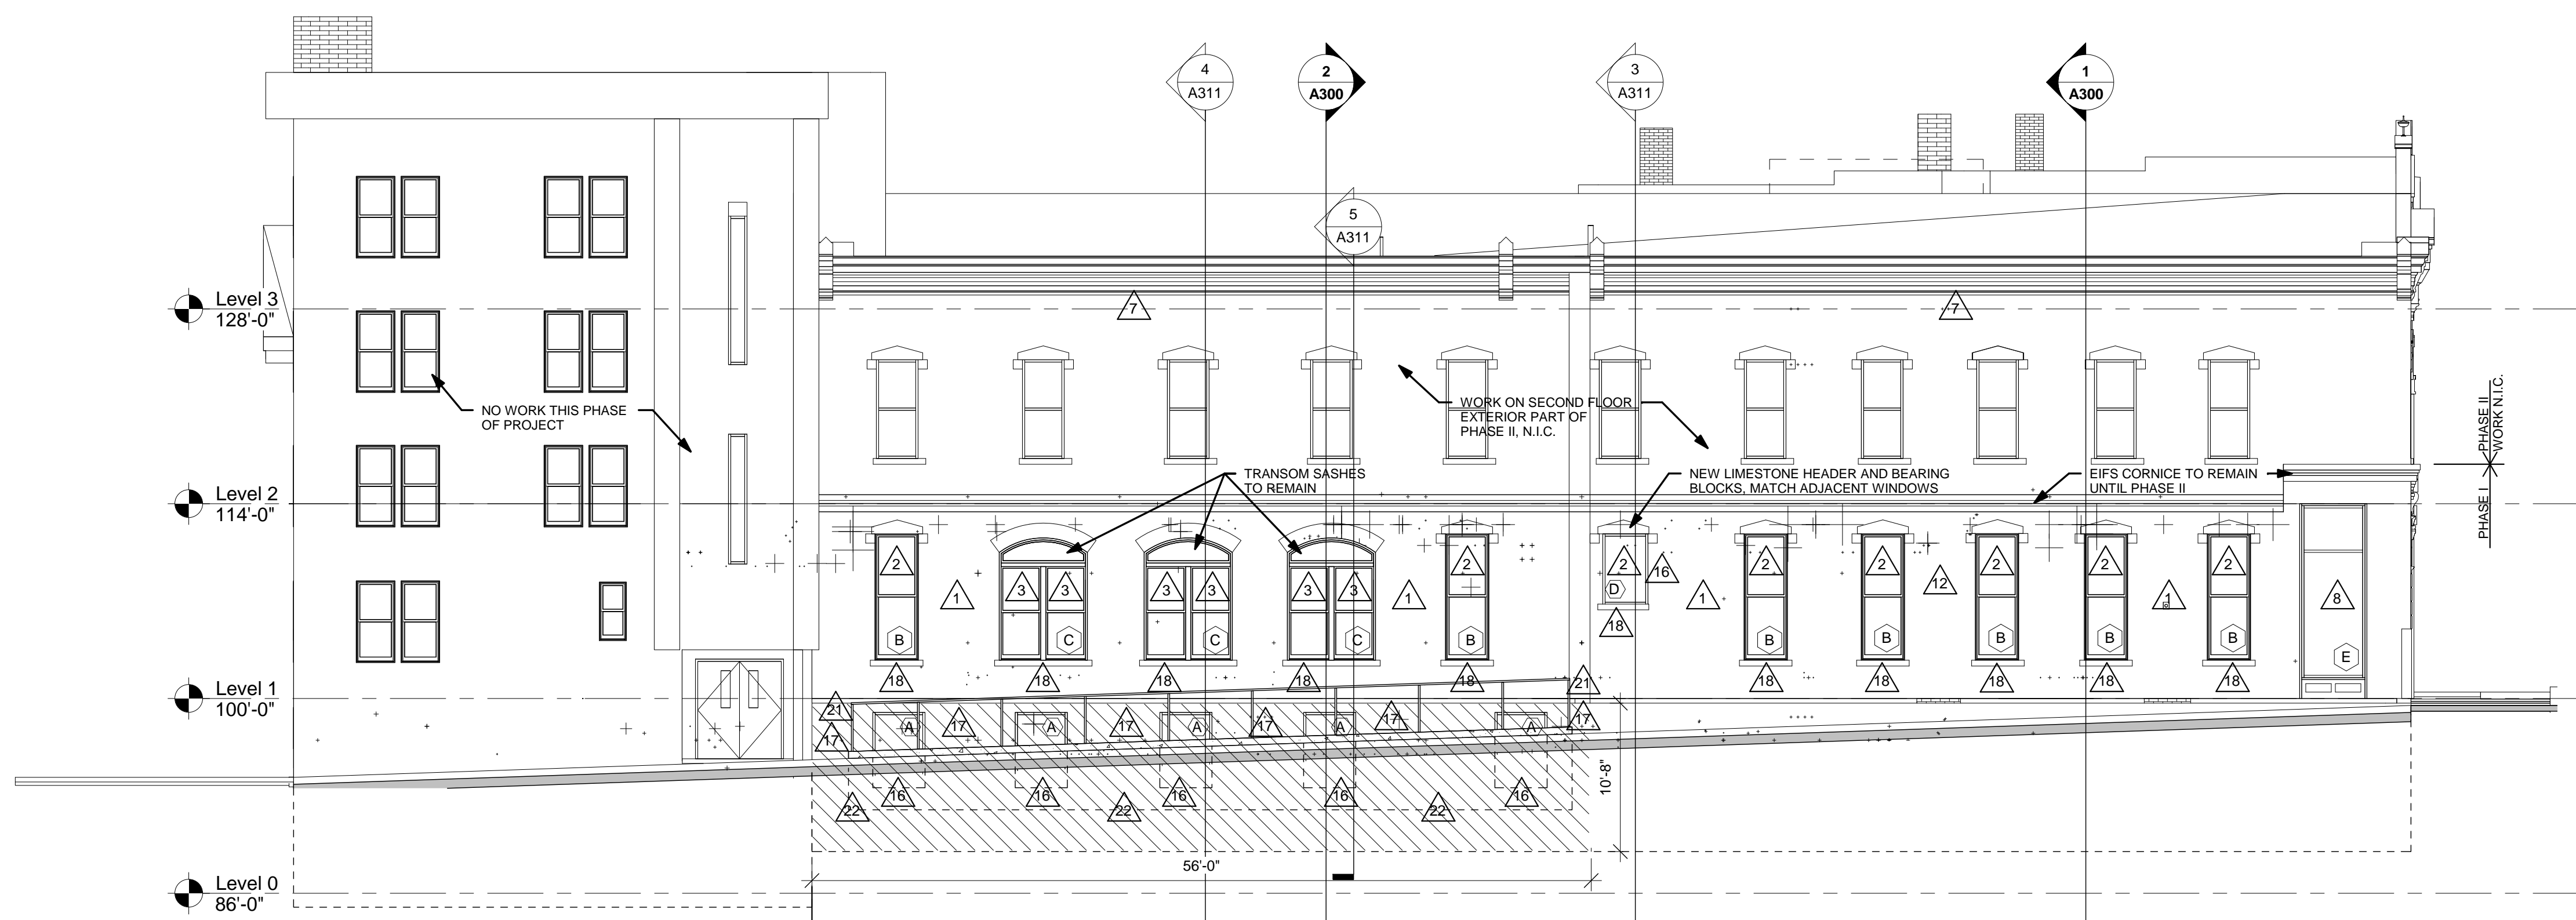 4
A311
2
A300
3
A311
1
A300
5
A311
Level 3
128'-0"
7
7
NO WORK THIS PHASE
OF PROJECT
WORK ON SECOND FLOOR
EXTERIOR PART OF
PHASE II, N.I.C.
PHASE II
WORK N.I.C.
PHASE I
TRANSOM SASHES
TO REMAIN
NEW LIMESTONE HEADER AND BEARING
BLOCKS, MATCH ADJACENT WINDOWS
EIFS CORNICE TO REMAIN
UNTIL PHASE II
Level 2
114'-0"
2
2
2
2
2
2
2
2
16
12
3
3
3
3
3
3
D
1
1
1
1
8
18
B
C
C
C
B
B
B
B
B
B
E
18
18
18
18
18
18
18
18
18
18
Level 1
100'-0"
21
21
17
17
17
17
17
17
A
A
A
A
A
16
16
16
16
16
22
22
22
10'-8"
56'-0"
Level 0
86'-0"